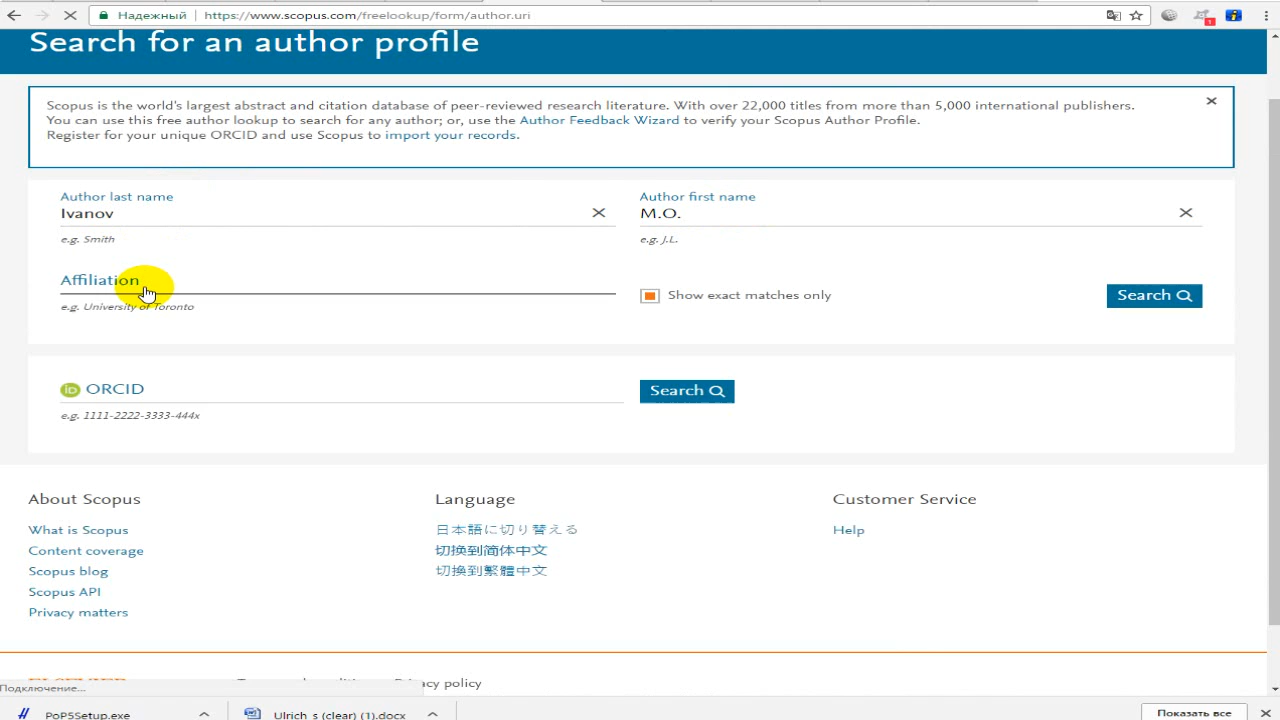 Надежный https://www.scopus.com/freelookup/form/author.uri
Search for an author profile
Scopus is the world's largest abstract and citation database of peer-reviewed research literature. With over 22,000 titles from more than 5,000 international publishers.
You can use this free author lookup to search for any author; or, use the Author Feedback Wizard to verify your Scopus Author Profile.
Register for your unique ORCID and use Scopus to import your records.
Author last name
Ivanov
e.g. Smith
Author first name
M.O.
e.g. J.L.
Affiliation
e.g. University of Toronto
Show exact matches only
Search
iD ORCID
e.g. 1111-2222-3333-444x
Search
About Scopus
What is Scopus
Content coverage
Scopus blog
Scopus API
Privacy matters
Language
日本語に切り替える
切换到简体中文
切換到繁體中文
Customer Service
Help
Privacy policy
Подключение...
PoP5Setup.exe
Ulrich_s (clear) (1).docx
Показать все